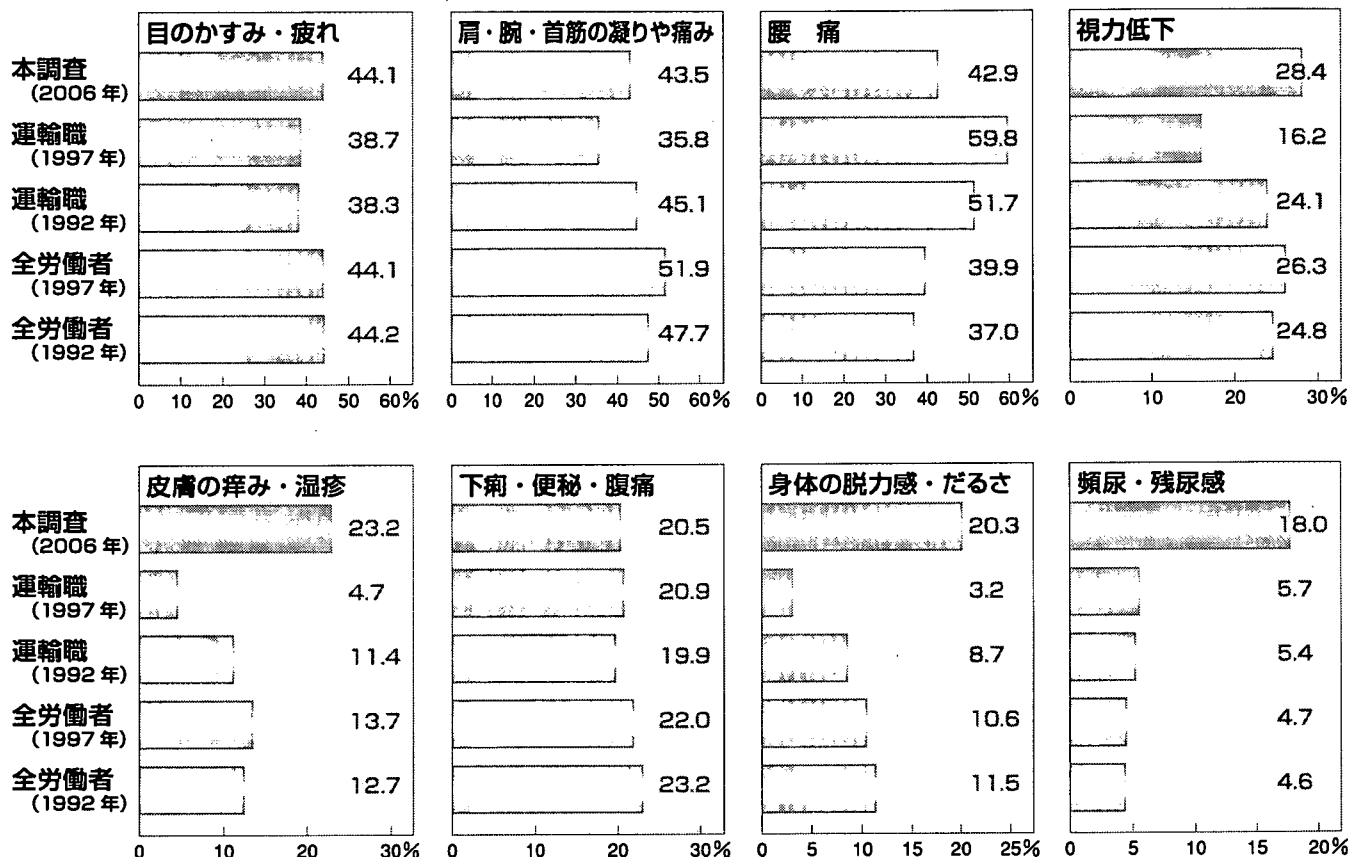 目のかすみ・疲れ
本調査
(2006年)
44.1
運輸職
(1997年)
38.7
運輸職
(1992年)
38.3
全労働者
(1997年)
44.1
全労働者
(1992年)
44.2
0 10 20 30 40 50 60%
肩・腕・首筋の凝りや痛み
43.5
35.8
45.1
51.9
47.7
0 10 20 30 40 50 60%
腰 痛
42.9
59.8
51.7
39.9
37.0
0 10 20 30 40 50 60%
視力低下
28.4
16.2
24.1
26.3
24.8
0 10 20 30%
皮膚の痒み・湿疹
本調査
(2006年)
23.2
運輸職
(1997年)
4.7
運輸職
(1992年)
11.4
全労働者
(1997年)
13.7
全労働者
(1992年)
12.7
0 10 20 30%
下痢・便秘・腹痛
20.5
20.9
19.9
22.0
23.2
0 10 20 30%
身体の脱力感・だるさ
20.3
3.2
8.7
10.6
11.5
0 5 10 15 20 25%
頻尿・残尿感
18.0
5.7
5.4
4.7
4.6
0 5 10 15 20%